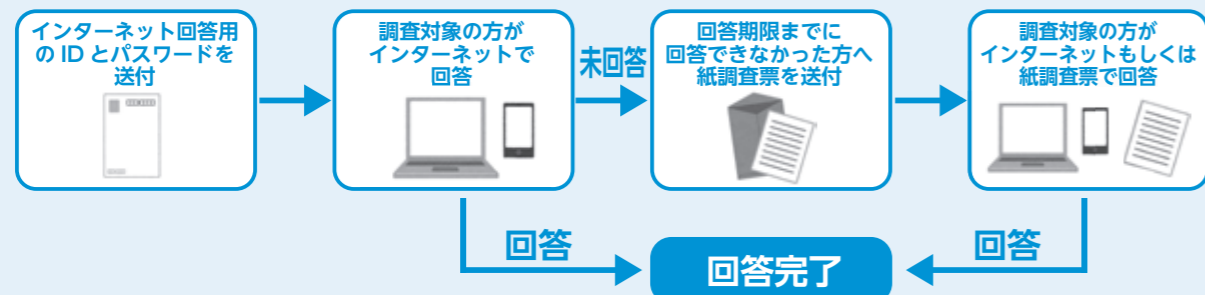 インターネット回答用
の ID とパスワードを
送付
調査対象の方が
インターネットで
回答
未回答
回答期限までに
回答できなかった方へ
紙調査票を送付
調査対象の方が
インターネットもしくは
紙調査票で回答
回答
回答完了
回答